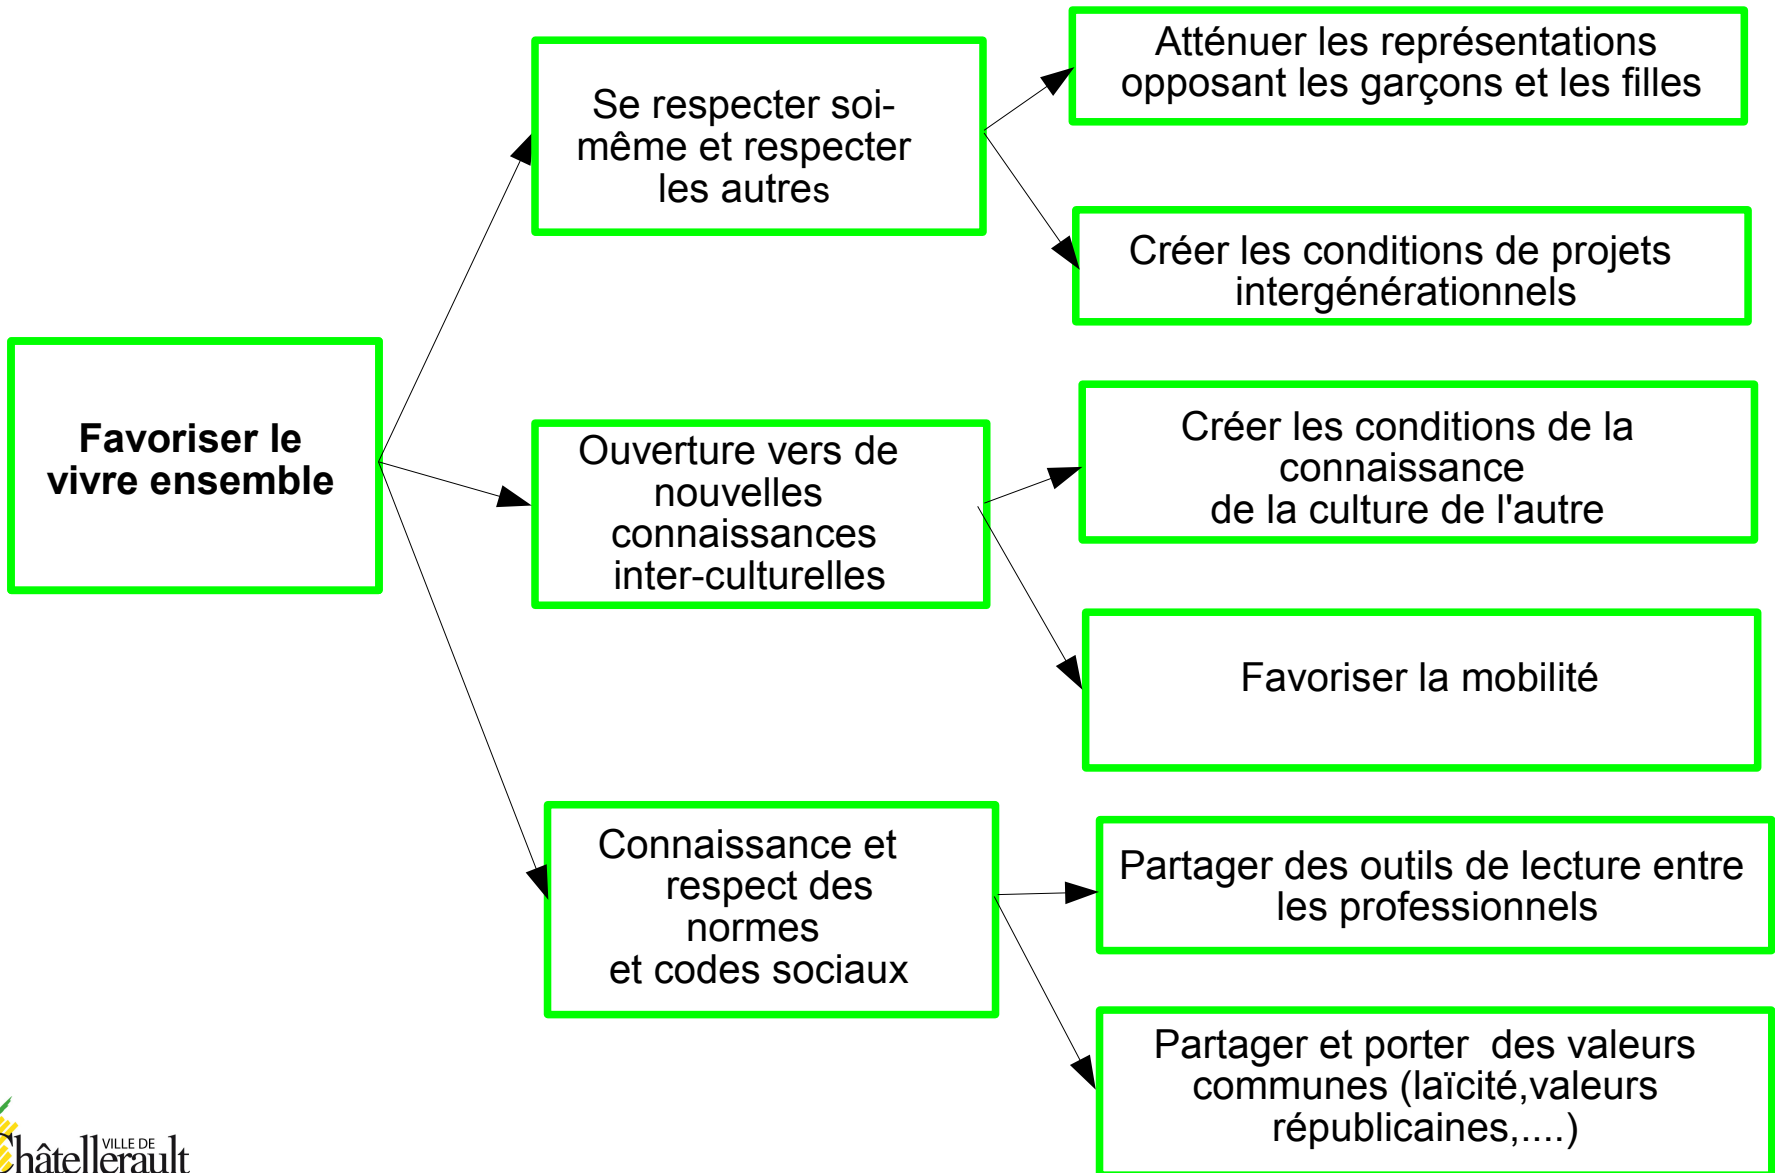 Favoriser le
vivre ensemble
Se respecter soi-
même et respecter
les autres
Atténuer les représentations
opposant les garçons et les filles
Créer les conditions de projets
intergénérationnels
Ouverture vers de
nouvelles
connaissances
inter-culturelles
Créer les conditions de la
connaissance
de la culture de l'autre
Favoriser la mobilité
Connaissance et
respect des
normes
et codes sociaux
Partager des outils de lecture entre
les professionnels
Partager et porter  des valeurs
communes (laïcité,valeurs
républicaines,....)
VILLE DE
Châtellerault